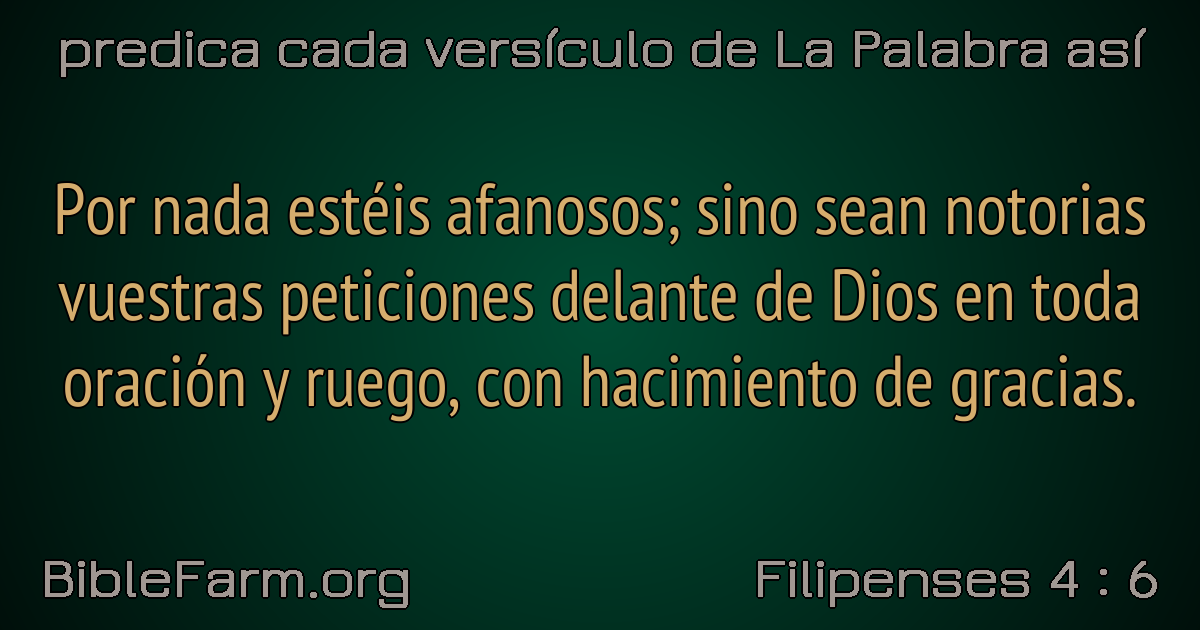 predica cada versículo de La Palabra así
Por nada estéis afanosos; sino sean notorias
vuestras peticiones delante de Dios en toda
oración y ruego, con hacimiento de gracias.
BibleFarm.org
Filipenses 4 : 6